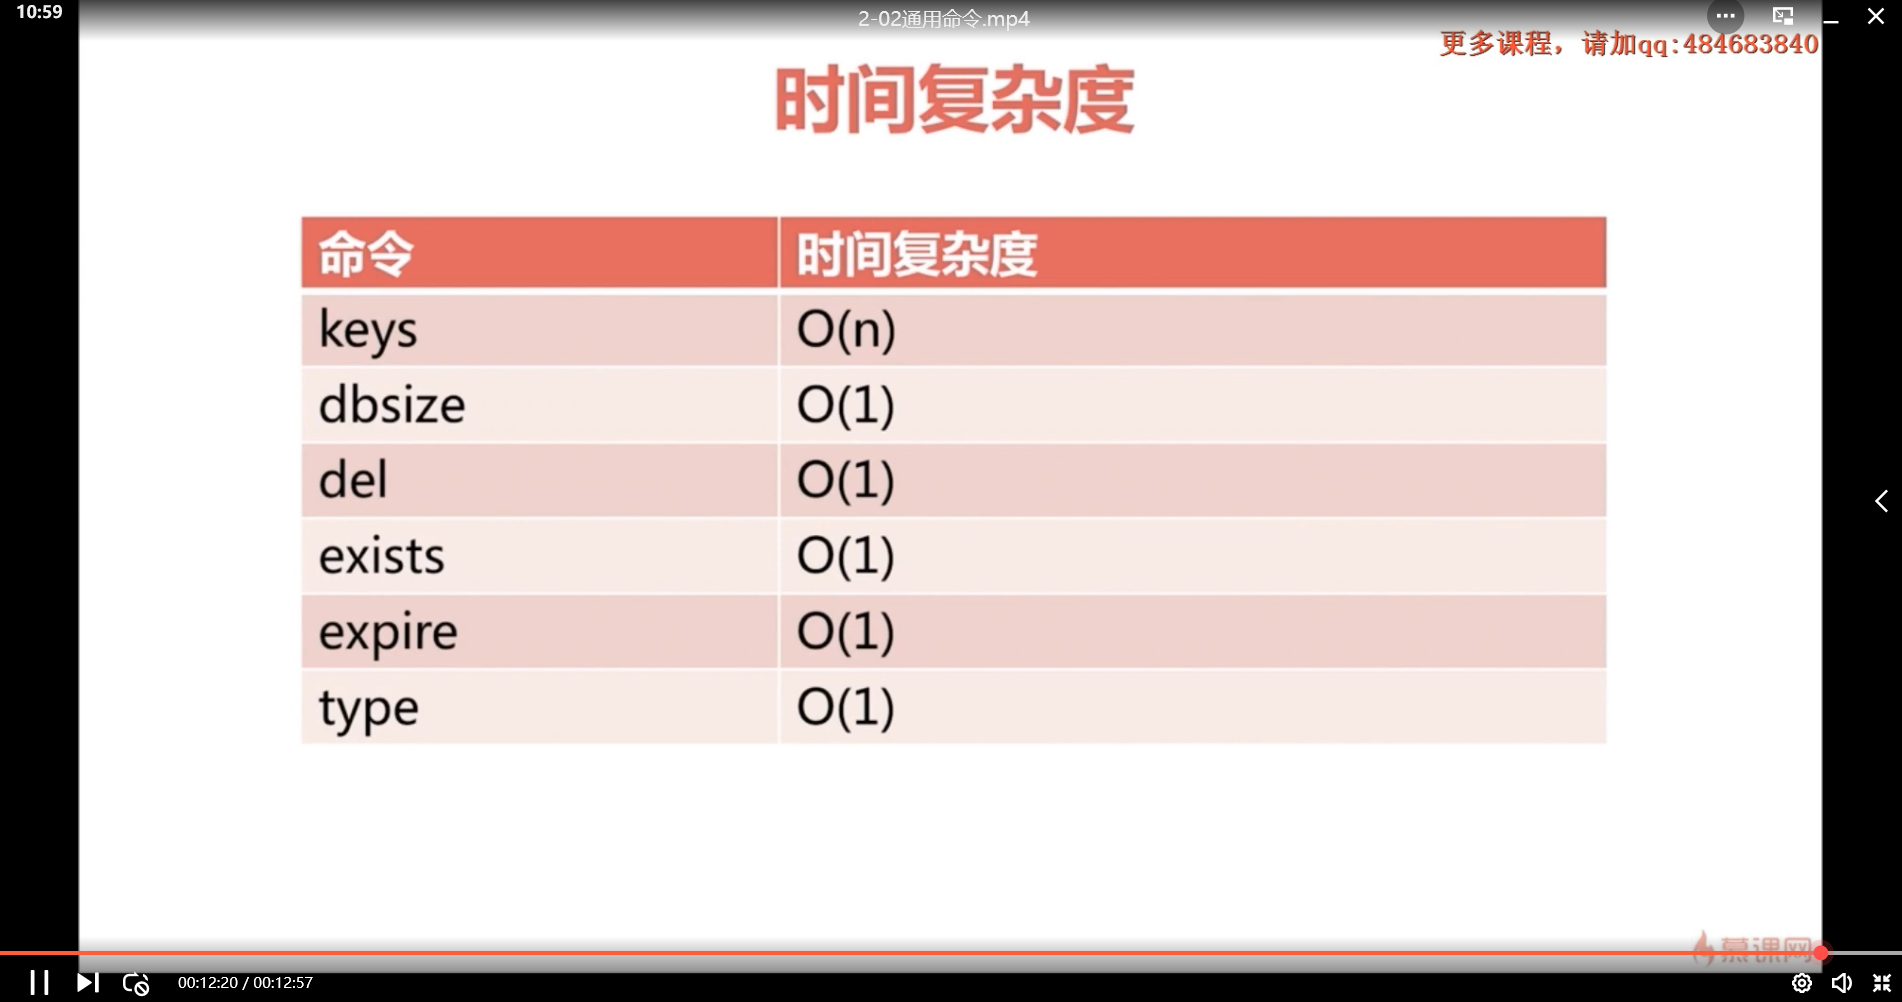 10:59
2-02通用命令.mp4
更多课程，请加qq:484683840
时间复杂度
命令 时间复杂度
keys O(n)
dbsize O(1)
del O(1)
exists O(1)
expire O(1)
type O(1)
慕课网
00:12:20 / 00:12:57